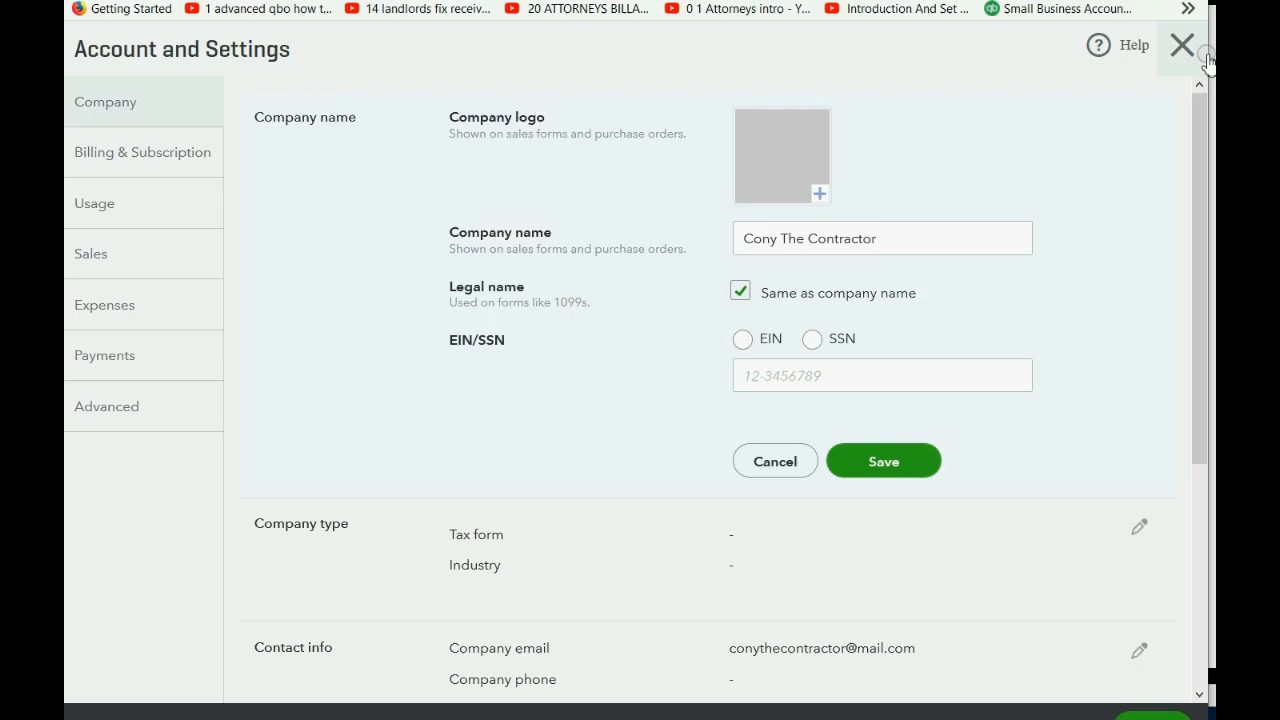 Getting Started 1 advanced qbo how t... 14 landlords fix receiv... 20 ATTORNEYS BILLA... 0 1 Attorneys intro - Y... Introduction And Set ... Small Business Accoun... »
Account and Settings
? Help
Company
Billing & Subscription
Usage
Sales
Expenses
Payments
Advanced
Company name
Company logo
Shown on sales forms and purchase orders.
Company name
Shown on sales forms and purchase orders.
Cony The Contractor
Legal name
Used on forms like 1099s.
Same as company name
EIN/SSN
EIN SSN
12-3456789
Cancel Save
Company type
Tax form -
Industry -
Contact info
Company email conythecontractor@mail.com
Company phone -